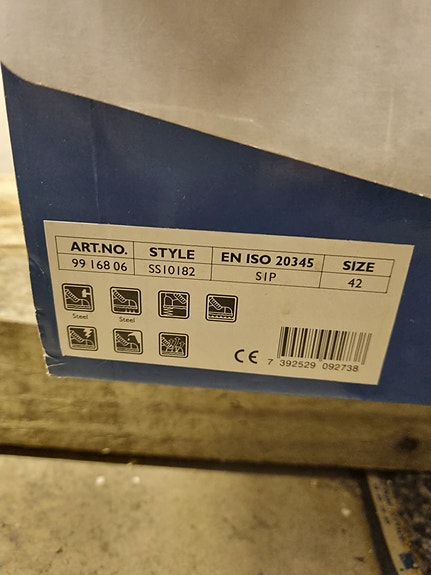 ART.NO. STYLE EN ISO 20345 SIZE
99 168 06 SS10182 S1P 42
Steel Steel
CE 7 392529 092738